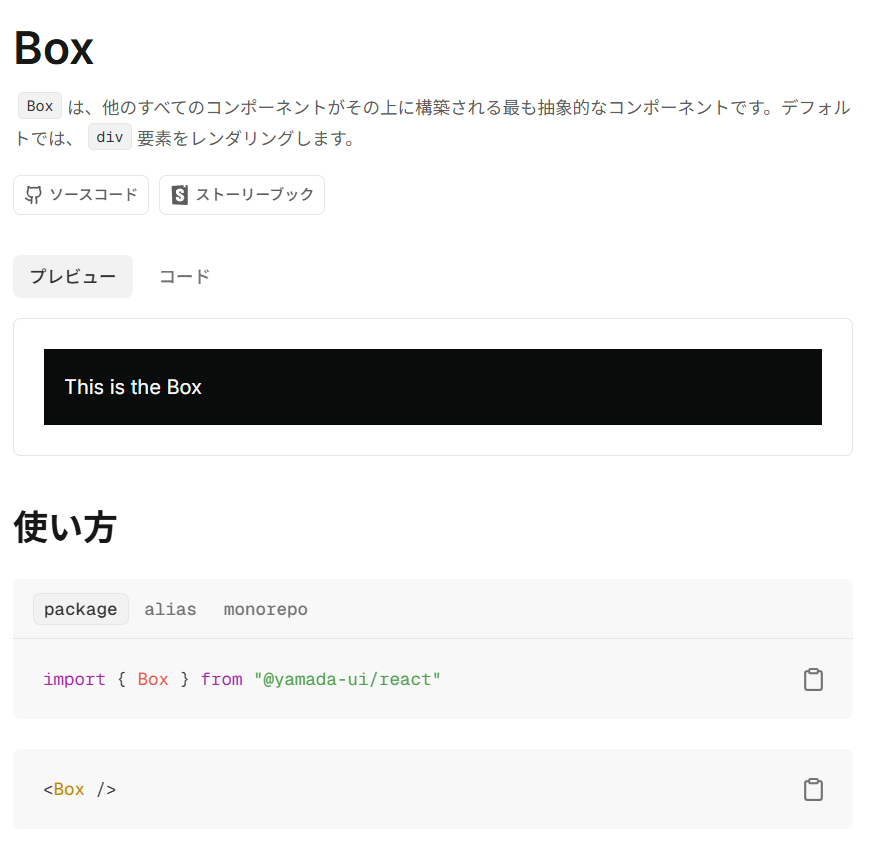 Box
Box は、他のすべてのコンポーネントがその上に構築される最も抽象的なコンポーネントです。デフォル
トでは、 div 要素をレンダリングします。
ソースコード ストーリーブック
プレビュー コード
This is the Box
使い方
package alias monorepo
import { Box } from "@yamada-ui/react"
<Box />